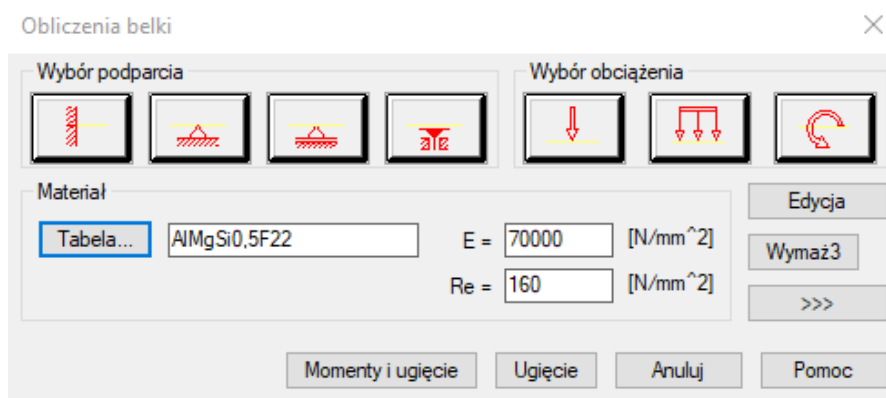 Obliczenia belki
Wybór podparcia
Wybór obciążenia
Materiał
Tabela...
AlMgSi0,5F22
E =
70000
[N/mm^2]
Re =
160
[N/mm^2]
Edycja
Wymaż3
>>>
Momenty i ugięcie
Ugięcie
Anuluj
Pomoc